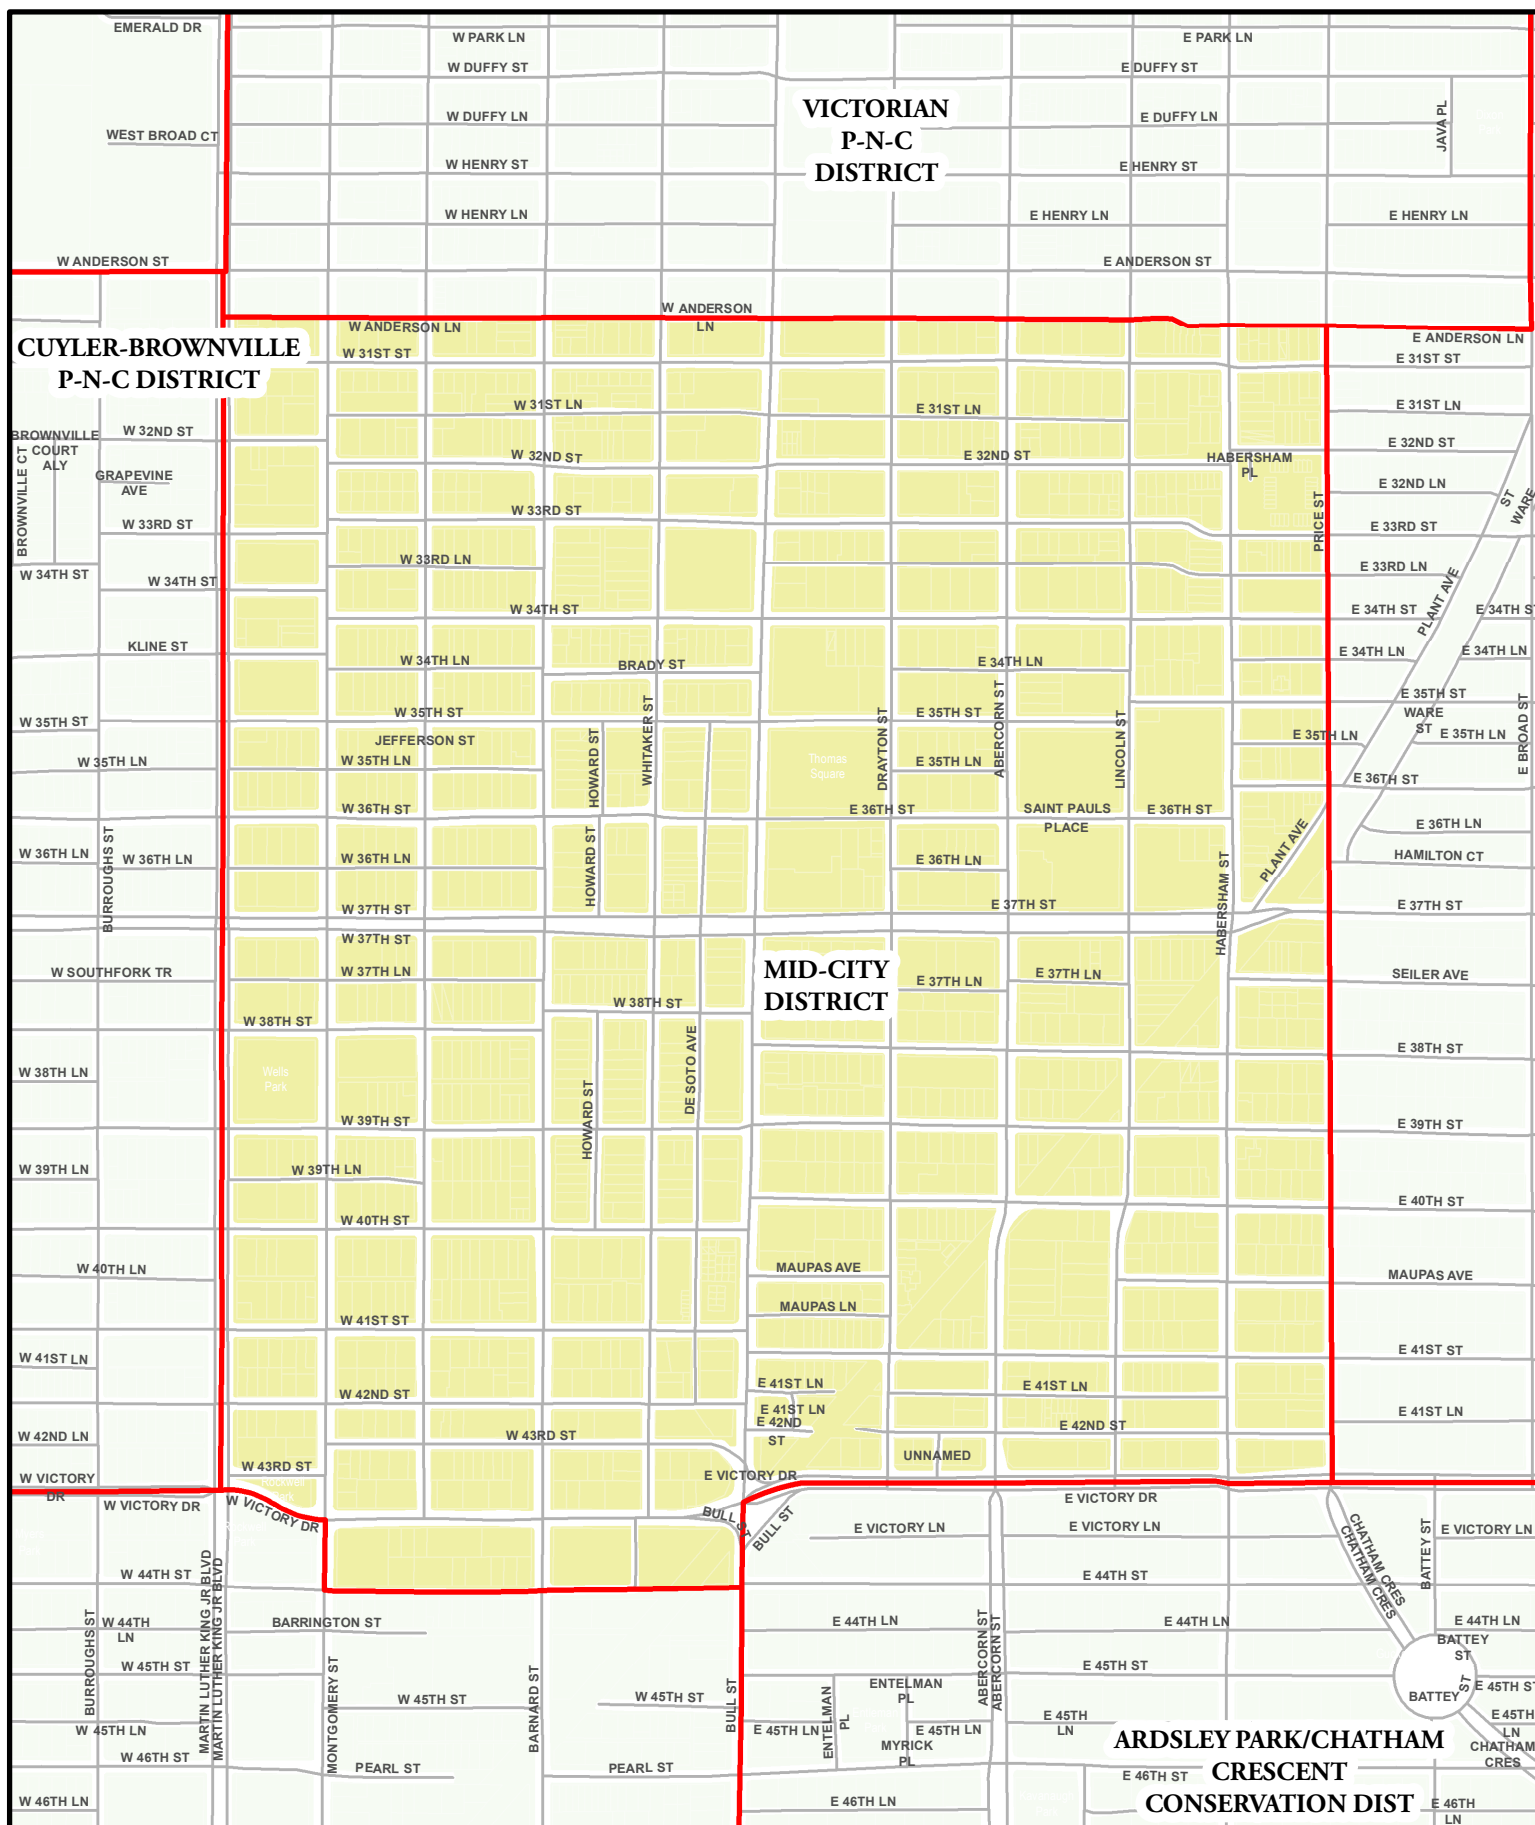 EMERALD DR
W PARK LN
E PARK LN
W DUFFY ST
E DUFFY ST
VICTORIAN
P-N-C
DISTRICT
WEST BROAD CT
W DUFFY LN
E DUFFY LN
JAVA PL
W HENRY ST
E HENRY ST
W HENRY LN
E HENRY LN
E HENRY LN
W ANDERSON ST
E ANDERSON ST
W ANDERSON
LN
W ANDERSON LN
CUYLER-BROWNVILLE
P-N-C DISTRICT
E ANDERSON LN
W 31ST ST
E 31ST ST
W 31ST LN
E 31ST LN
E 31ST LN
BROWNVILLE
COURT
ALY
W 32ND ST
E 32ND ST
W 32ND ST
E 32ND ST
HABERSHAM
PL
BROWNVILLE CT
GRAPEVINE
AVE
E 32ND LN
WARE
ST
W 33RD ST
W 33RD ST
E 33RD ST
PRICE ST
W 33RD LN
E 33RD LN
W 34TH ST
W 34TH ST
PLANT AVE
W 34TH ST
E 34TH ST
E 34TH ST
KLINE ST
W 34TH LN
BRADY ST
E 34TH LN
E 34TH LN
E 34TH LN
E 35TH ST
W 35TH ST
W 35TH ST
E 35TH ST
WARE
ST
JEFFERSON ST
HOWARD ST
WHITAKER ST
DRAYTON ST
ABERCORN ST
LINCOLN ST
E 35TH LN
E 35TH LN
E BROAD ST
W 35TH LN
W 35TH LN
Thomas
Square
E 35TH LN
E 36TH ST
W 36TH ST
E 36TH ST
SAINT PAULS
PLACE
E 36TH ST
E 36TH LN
W 36TH LN
W 36TH LN
W 36TH LN
HOWARD ST
E 36TH LN
PLANT AVE
HAMILTON CT
BURROUGHS ST
HABERSHAM ST
W 37TH ST
E 37TH ST
E 37TH ST
W 37TH ST
W SOUTHFORK TR
W 37TH LN
MID-CITY
DISTRICT
E 37TH LN
E 37TH LN
SEILER AVE
W 38TH ST
W 38TH ST
E 38TH ST
W 38TH LN
Wells
Park
DE SOTO AVE
HOWARD ST
W 39TH ST
E 39TH ST
W 39TH LN
W 39TH LN
W 40TH ST
E 40TH ST
W 40TH LN
MAUPAS AVE
MAUPAS AVE
MAUPAS LN
W 41ST ST
E 41ST ST
W 41ST LN
E 41ST LN
E 41ST LN
W 42ND ST
E 41ST LN
E 42ND
ST
E 42ND ST
E 41ST LN
W 42ND LN
W 43RD ST
UNNAMED
W 43RD ST
E VICTORY DR
W VICTORY
DR
Rockwell
W VICTORY DR
W VICTORY DR
BULL ST
BULL ST
E VICTORY DR
E VICTORY LN
E VICTORY LN
CHATHAM CRES
CHATHAM CRES
BATTEY ST
E VICTORY LN
MARTIN LUTHER KING JR BLVD
MARTIN LUTHER KING JR BLVD
W 44TH ST
E 44TH ST
BURROUGHS ST
W 44TH
LN
BARRINGTON ST
E 44TH LN
ABERCORN ST
ABERCORN ST
E 44TH LN
E 44TH LN
BATTEY
ST
W 45TH ST
MONTGOMERY ST
BARNARD ST
BULL ST
E 45TH ST
ENTELMAN
PL
BATTEY
ST
E 45TH ST
W 45TH ST
W 45TH ST
ENTELMAN
PL
E 45TH LN
E 45TH LN
E 45TH
LN
E 45TH
LN
W 45TH LN
MYRICK
PL
ARDSLEY PARK/CHATHAM
CRESCENT
CONSERVATION DIST
CHATHAM
CRES
W 46TH ST
PEARL ST
PEARL ST
E 46TH ST
W 46TH LN
E 46TH LN
E 46TH
LN